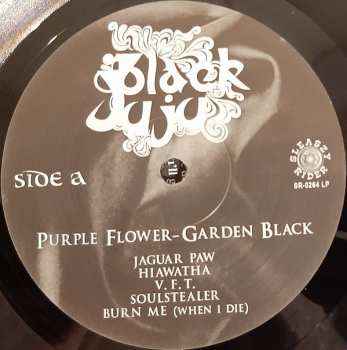 Black
Juju
SIDE a
SLEASZY
RIDER
SR-0264 LP
PURPLE FLOWER-GARDEN BLACK
JAGUAR PAW
HIAWATHA
V. F. T.
SOULSTEALER
BURN ME (WHEN I DIE)